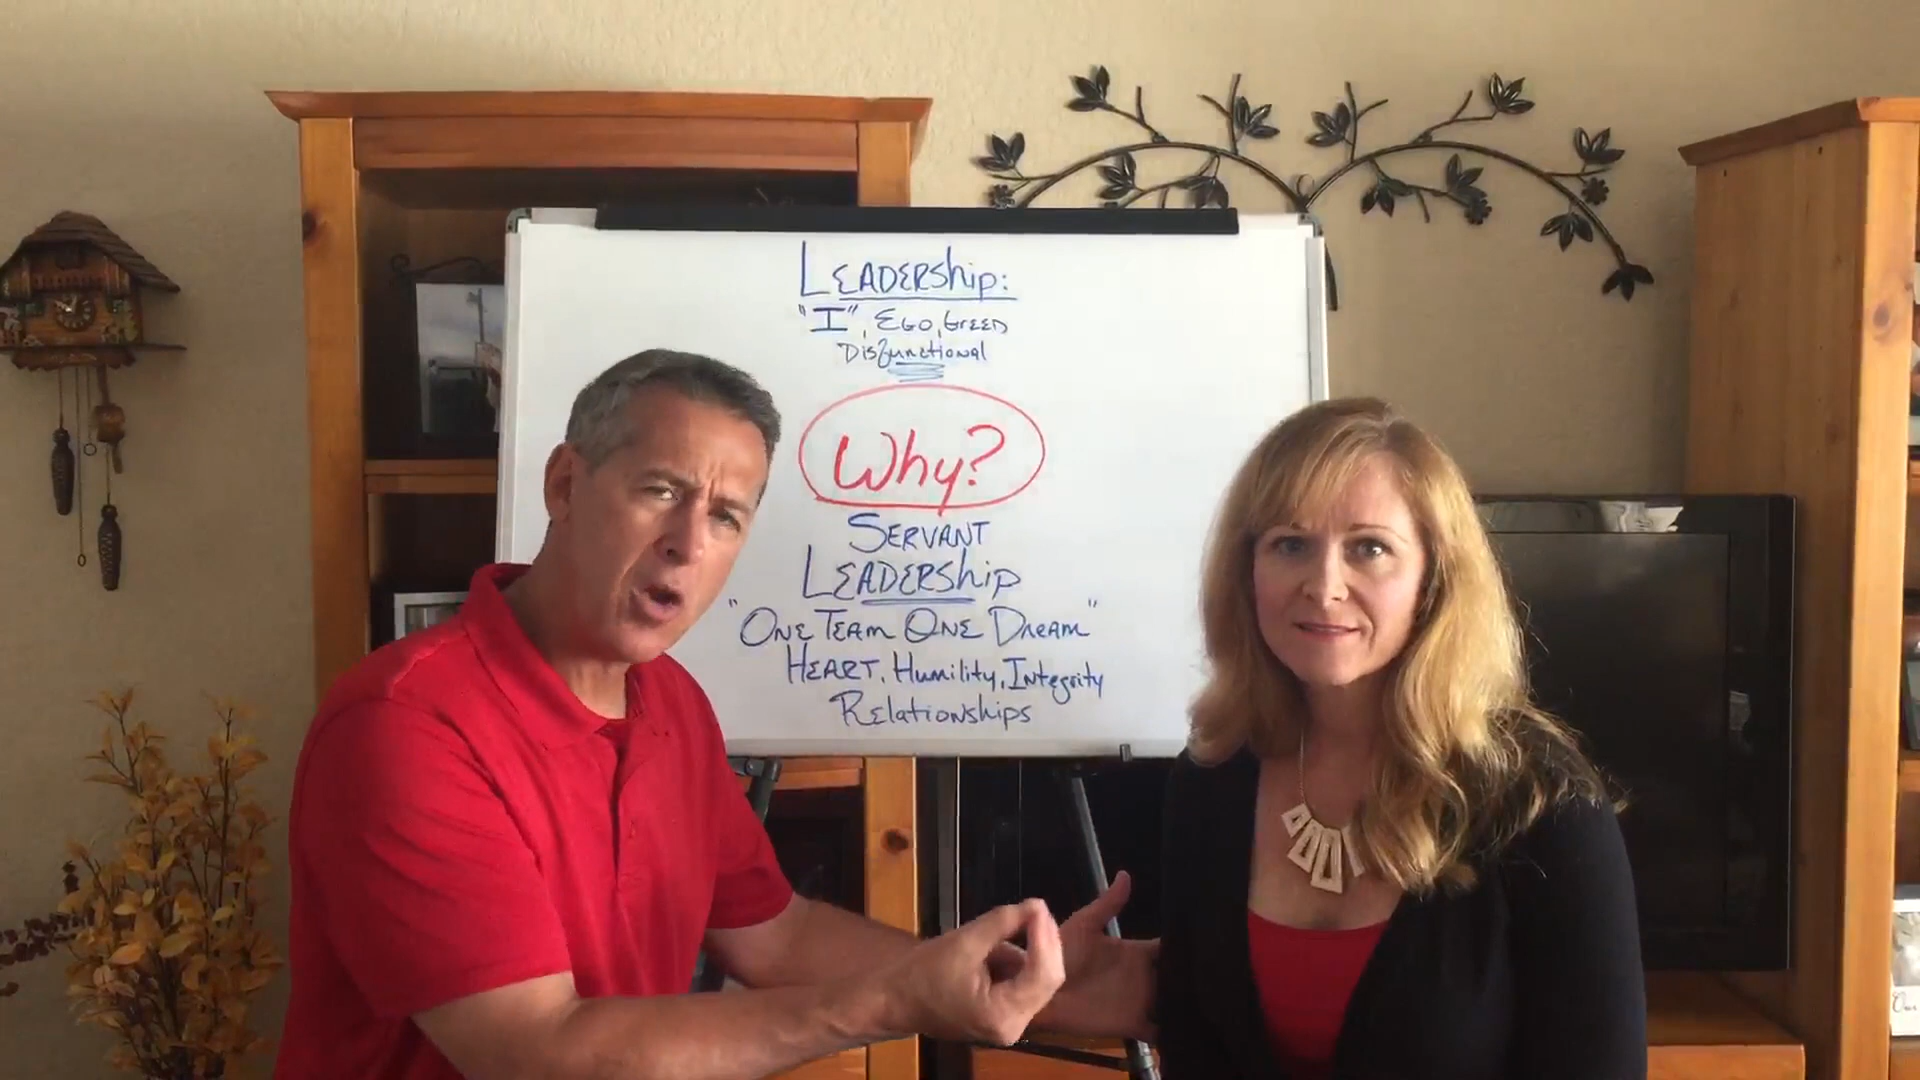 LEADERship:
"I", EGO, GREED
Disfunctional
Why?
SERVANT
LEADERShip
"ONE TEAM ONE DREAM"
HEART, Humility, Integrity
Relationships